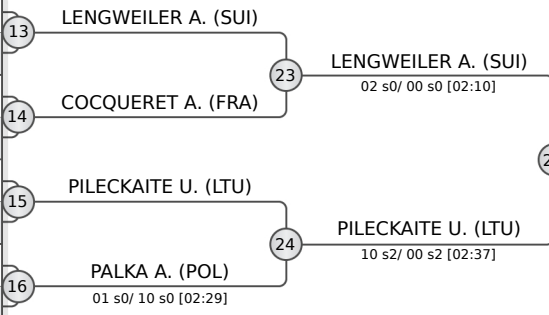 LENGWEILER A. (SUI)
13
23
LENGWEILER A. (SUI)
02 s0/ 00 s0 [02:10]
COCQUERET A. (FRA)
14
PILECKAITE U. (LTU)
15
24
PILECKAITE U. (LTU)
10 s2/ 00 s2 [02:37]
PALKA A. (POL)
16
01 s0/ 10 s0 [02:29]